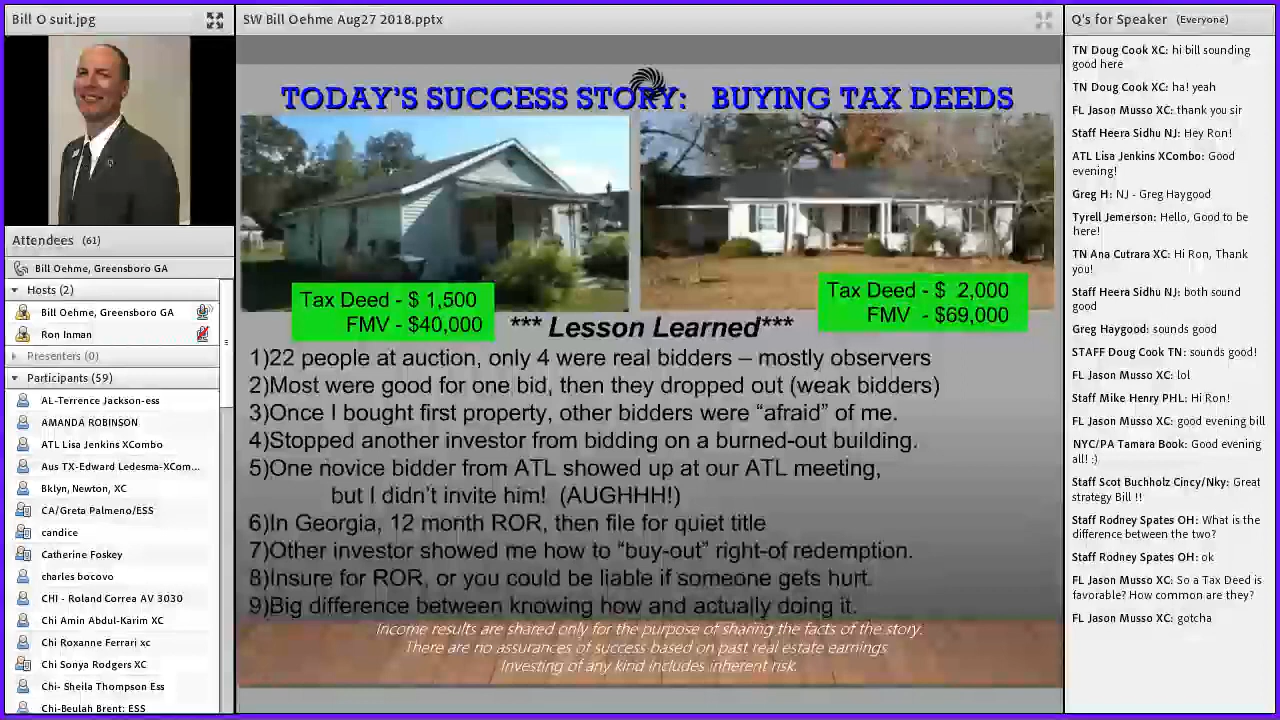 Bill O suit.jpg
Attendees (61)
Bill Oehme, Greensboro GA
Hosts (2)
Bill Oehme, Greensboro GA
Ron Inman
Presenters (0)
Participants (59)
AL-Terrence Jackson-ess
AMANDA ROBINSON
ATL Lisa Jenkins XCombo
Aus TX-Edward Ledesma-XCom...
Bklyn, Newton, XC
CA/Greta Palmeno/ESS
candice
Catherine Foskey
charles bocovo
CHI - Roland Correa AV 3030
Chi Amin Abdul-Karim XC
Chi Roxanne Ferrari xc
Chi Sonya Rodgers XC
Chi- Sheila Thompson Ess
Chi-Beulah Brent: ESS
SW Bill Oehme Aug27 2018.pptx
TODAY'S SUCCESS STORY: BUYING TAX DEEDS
Tax Deed - $ 1,500
FMV - $40,000
Tax Deed - $ 2,000
FMV - $69,000
*** Lesson Learned***
1)22 people at auction, only 4 were real bidders – mostly observers
2)Most were good for one bid, then they dropped out (weak bidders)
3)Once I bought first property, other bidders were “afraid” of me.
4)Stopped another investor from bidding on a burned-out building.
5)One novice bidder from ATL showed up at our ATL meeting,
but I didn't invite him! (AUGHHH!)
6)In Georgia, 12 month ROR, then file for quiet title
7)Other investor showed me how to “buy-out” right-of redemption.
8)Insure for ROR, or you could be liable if someone gets hurt.
9)Big difference between knowing how and actually doing it.
Income results are shared only for the purpose of sharing the facts of the story.
There are no assurances of success based on past real estate earnings
Investing of any kind includes inherent risk.
Q's for Speaker (Everyone)
TN Doug Cook XC: hi bill sounding
good here
TN Doug Cook XC: ha! yeah
FL Jason Musso XC: thank you sir
Staff Heera Sidhu NJ: Hey Ron!
ATL Lisa Jenkins XCombo: Good
evening!
Greg H: NJ - Greg Haygood
Tyrell Jemerson: Hello, Good to be
here!
TN Ana Cutrara XC: Hi Ron, Thank
you!
Staff Heera Sidhu NJ: both sound
good
Greg Haygood: sounds good
STAFF Doug Cook TN: sounds good!
FL Jason Musso XC: lol
Staff Mike Henry PHL: Hi Ron!
FL Jason Musso XC: good evening bill
NYC/PA Tamara Book: Good evening
all! :)
Staff Scot Buchholz Cincy/Nky: Great
strategy Bill !!
Staff Rodney Spates OH: What is the
difference between the two?
Staff Rodney Spates OH: ok
FL Jason Musso XC: So a Tax Deed is
favorable? How common are they?
FL Jason Musso XC: gotcha